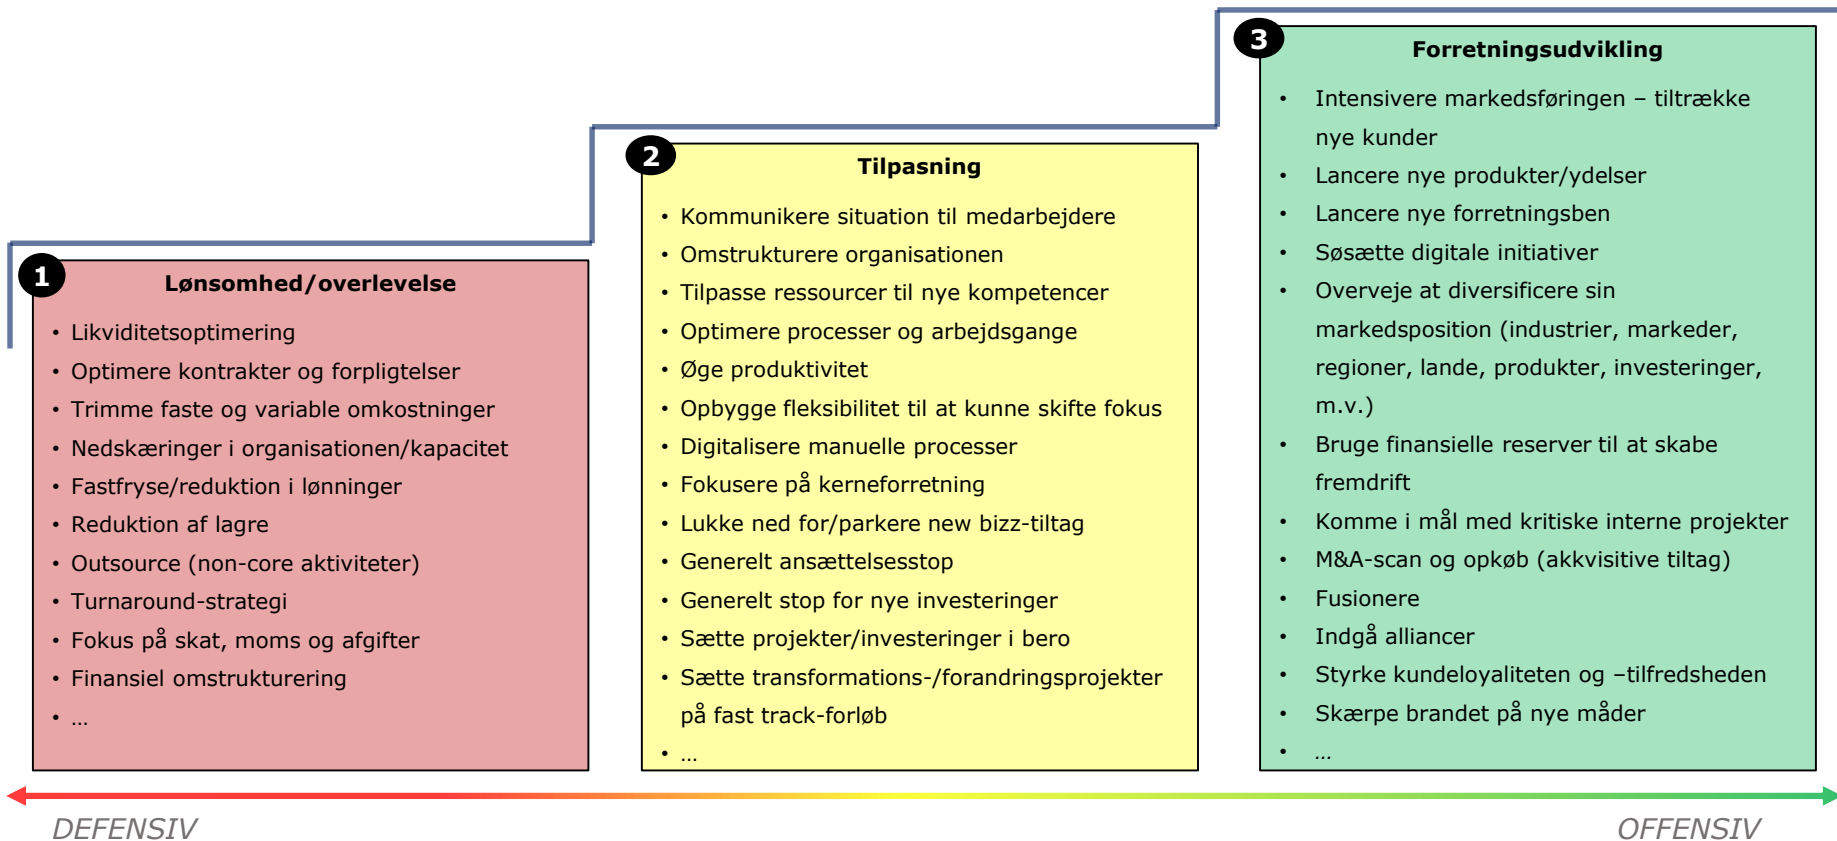 1
Lønsomhed/overlevelse
• Likviditetsoptimering
• Optimere kontrakter og forpligtelser
• Trimme faste og variable omkostninger
• Nedskæringer i organisationen/kapacitet
• Fastfryse/reduktion i lønninger
• Reduktion af lagre
• Outsource (non-core aktiviteter)
• Turnaround-strategi
• Fokus på skat, moms og afgifter
• Finansiel omstrukturering
• …
2
Tilpasning
• Kommunikere situation til medarbejdere
• Omstrukturere organisationen
• Tilpasse ressourcer til nye kompetencer
• Optimere processer og arbejdsgange
• Øge produktivitet
• Opbygge fleksibilitet til at kunne skifte fokus
• Digitalisere manuelle processer
• Fokusere på kerneforretning
• Lukke ned for/parkere new bizz-tiltag
• Generelt ansættelsesstop
• Generelt stop for nye investeringer
• Sætte projekter/investeringer i bero
• Sætte transformations-/forandringsprojekter
på fast track-forløb
• …
3
Forretningsudvikling
• Intensivere markedsføringen – tiltrække
nye kunder
• Lancere nye produkter/ydelser
• Lancere nye forretningsben
• Søsætte digitale initiativer
• Overveje at diversificere sin
markedsposition (industrier, markeder,
regioner, lande, produkter, investeringer,
m.v.)
• Bruge finansielle reserver til at skabe
fremdrift
• Komme i mål med kritiske interne projekter
• M&A-scan og opkøb (akkvisitive tiltag)
• Fusionere
• Indgå alliancer
• Styrke kundeloyaliteten og –tilfredsheden
• Skærpe brandet på nye måder
• …
DEFENSIV
OFFENSIV